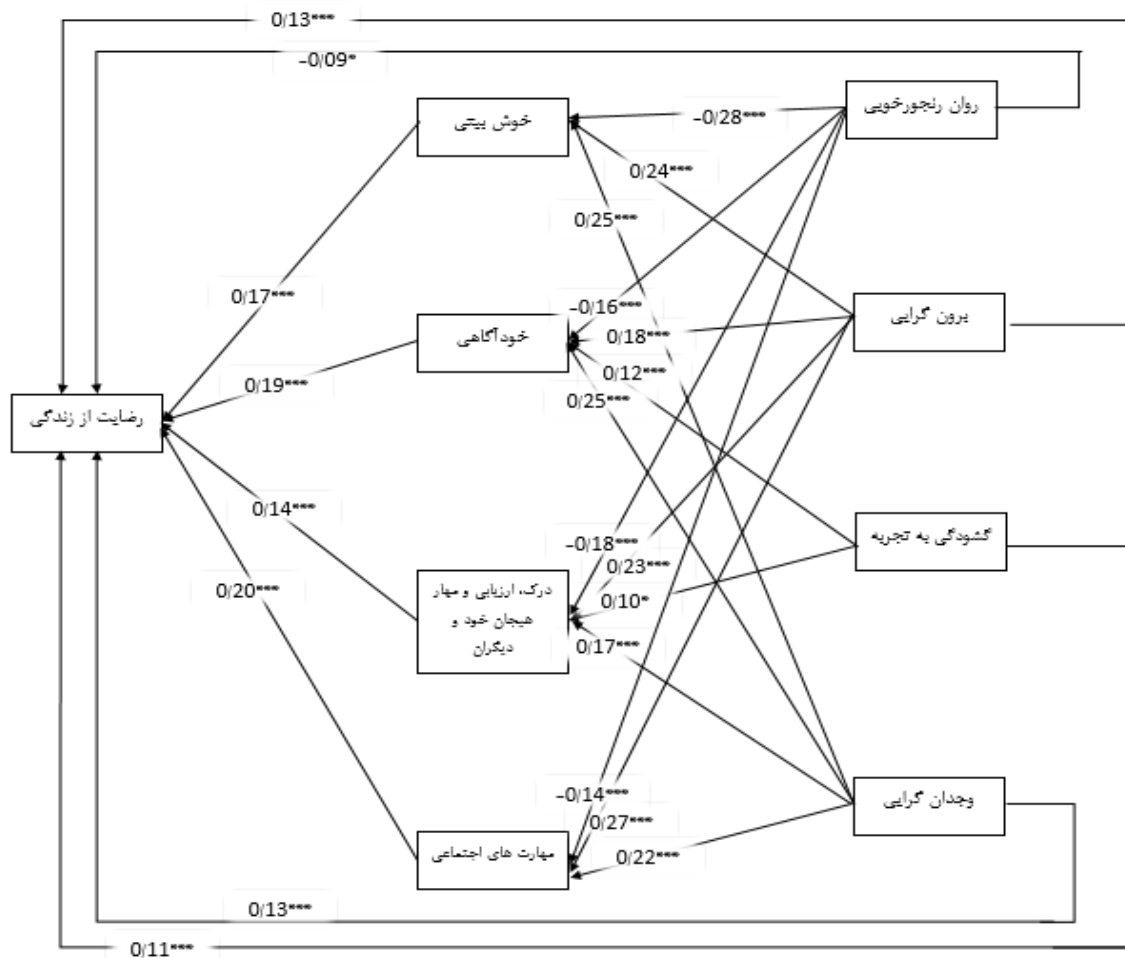 0/13***
-0/09*
خوش بینی
-0/28***
روان رنجورخویی
0/24***
0/25***
0/17***
-0/16***
برون گرایی
خودآگاهی
0/18***
0/12***
0/19***
0/25***
رضایت از زندگی
0/14***
-0/18***
گشودگی به تجربه
0/23***
0/20***
درک، ارزیابی و مهار
هیجان خود و
دیگران
0/10*
0/17***
-0/14***
وجدان گرایی
0/27***
مهارت های اجتماعی
0/22***
0/13***
0/11***